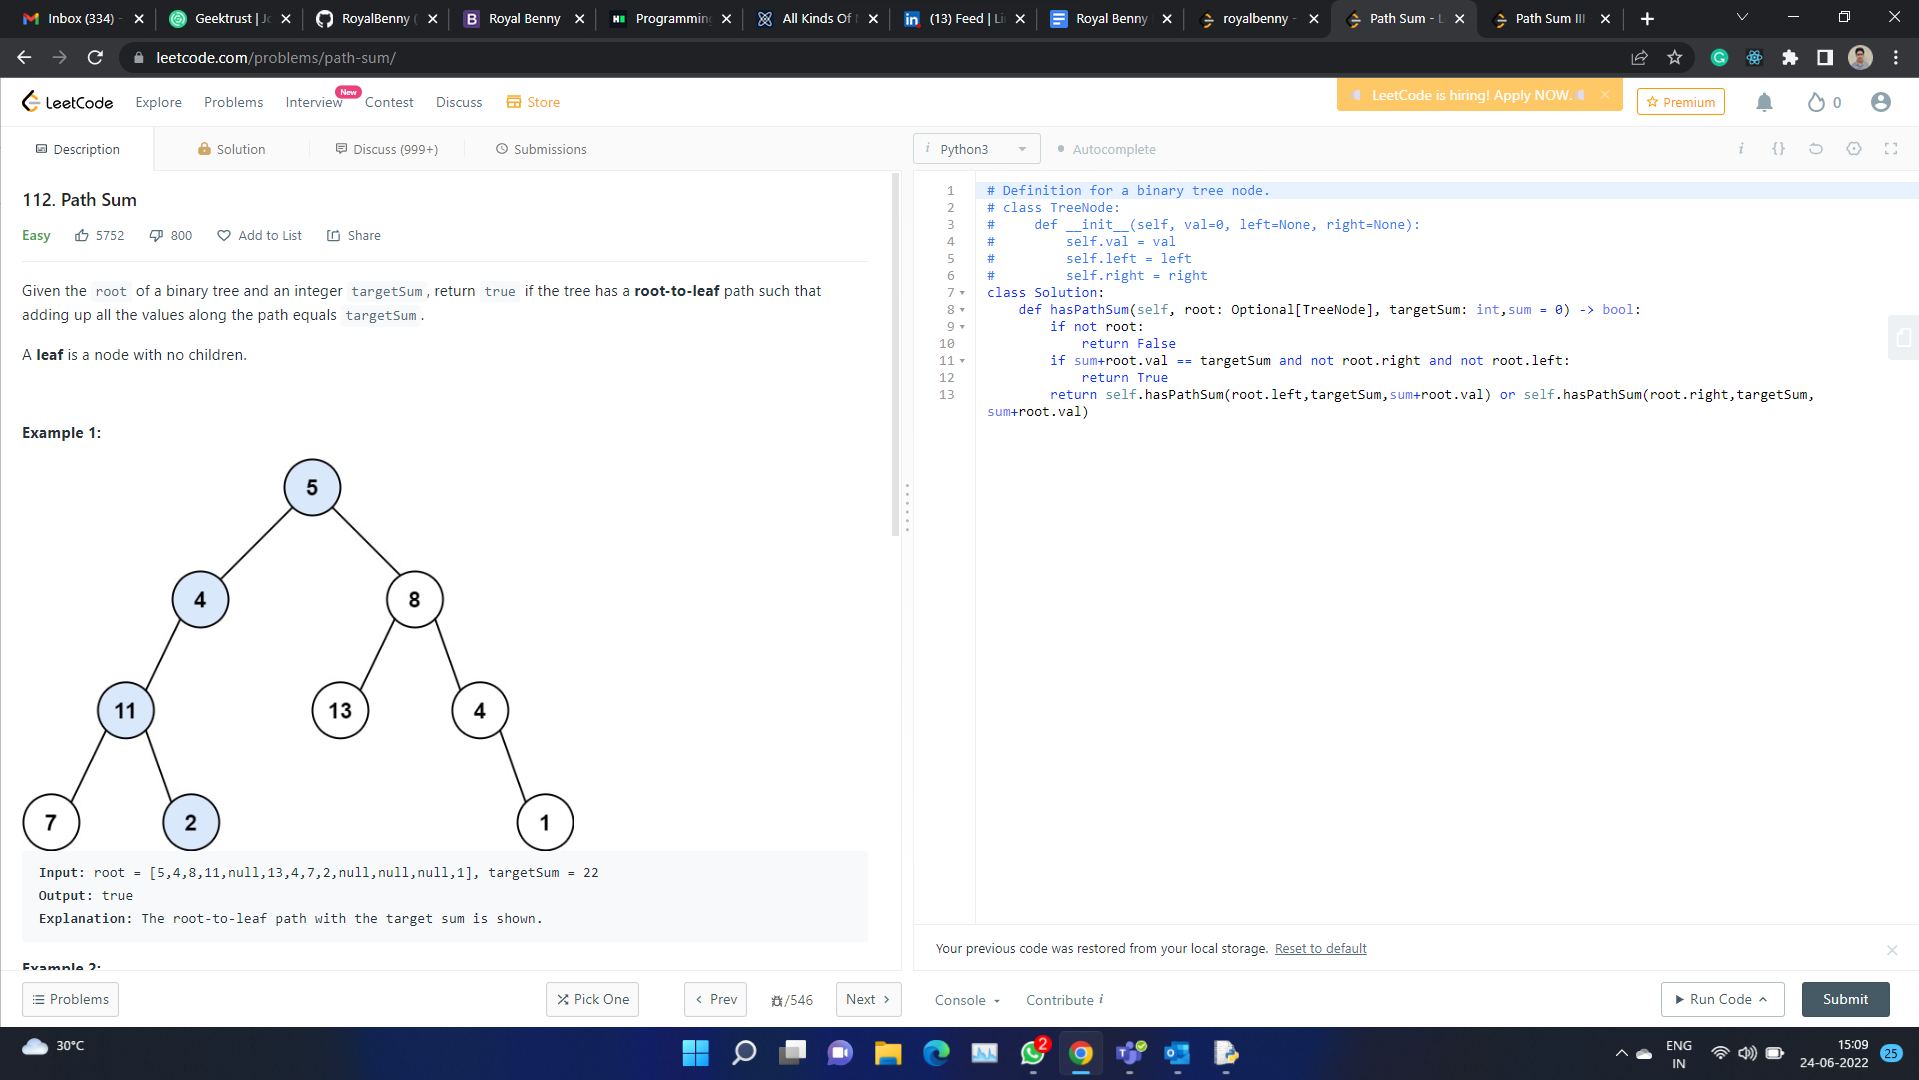 Inbox (334) -
Geektrust | Jo
RoyalBenny (
Royal Benny
Programming
All Kinds Of
(13) Feed | Li
Royal Benny
royalbenny -
Path Sum - L
Path Sum III
leetcode.com/problems/path-sum/
LeetCode
Explore
Problems
Interview
New
Contest
Discuss
Store
LeetCode is hiring! Apply NOW.
Premium
0
Description
Solution
Discuss (999+)
Submissions
Python3
Autocomplete
112. Path Sum
Easy 5752 800 Add to List Share
Given the root of a binary tree and an integer targetSum, return true if the tree has a root-to-leaf path such that
adding up all the values along the path equals targetSum.
A leaf is a node with no children.
Example 1:
5
4
8
11
13
4
7
2
1
Input: root = [5,4,8,11,null,13,4,7,2,null,null,null,1], targetSum = 22
Output: true
Explanation: The root-to-leaf path with the target sum is shown.
Example 2:
1 # Definition for a binary tree node.
2 # class TreeNode:
3 #     def __init__(self, val=0, left=None, right=None):
4 #         self.val = val
5 #         self.left = left
6 #         self.right = right
7 class Solution:
8     def hasPathSum(self, root: Optional[TreeNode], targetSum: int,sum = 0) -> bool:
9         if not root:
10             return False
11         if sum+root.val == targetSum and not root.right and not root.left:
12             return True
13         return self.hasPathSum(root.left,targetSum,sum+root.val) or self.hasPathSum(root.right,targetSum,
sum+root.val)
Your previous code was restored from your local storage. Reset to default
Problems
Pick One
Prev
/546
Next
Console
Contribute i
Run Code
Submit
30°C
2
ENG
IN
15:09
24-06-2022
25